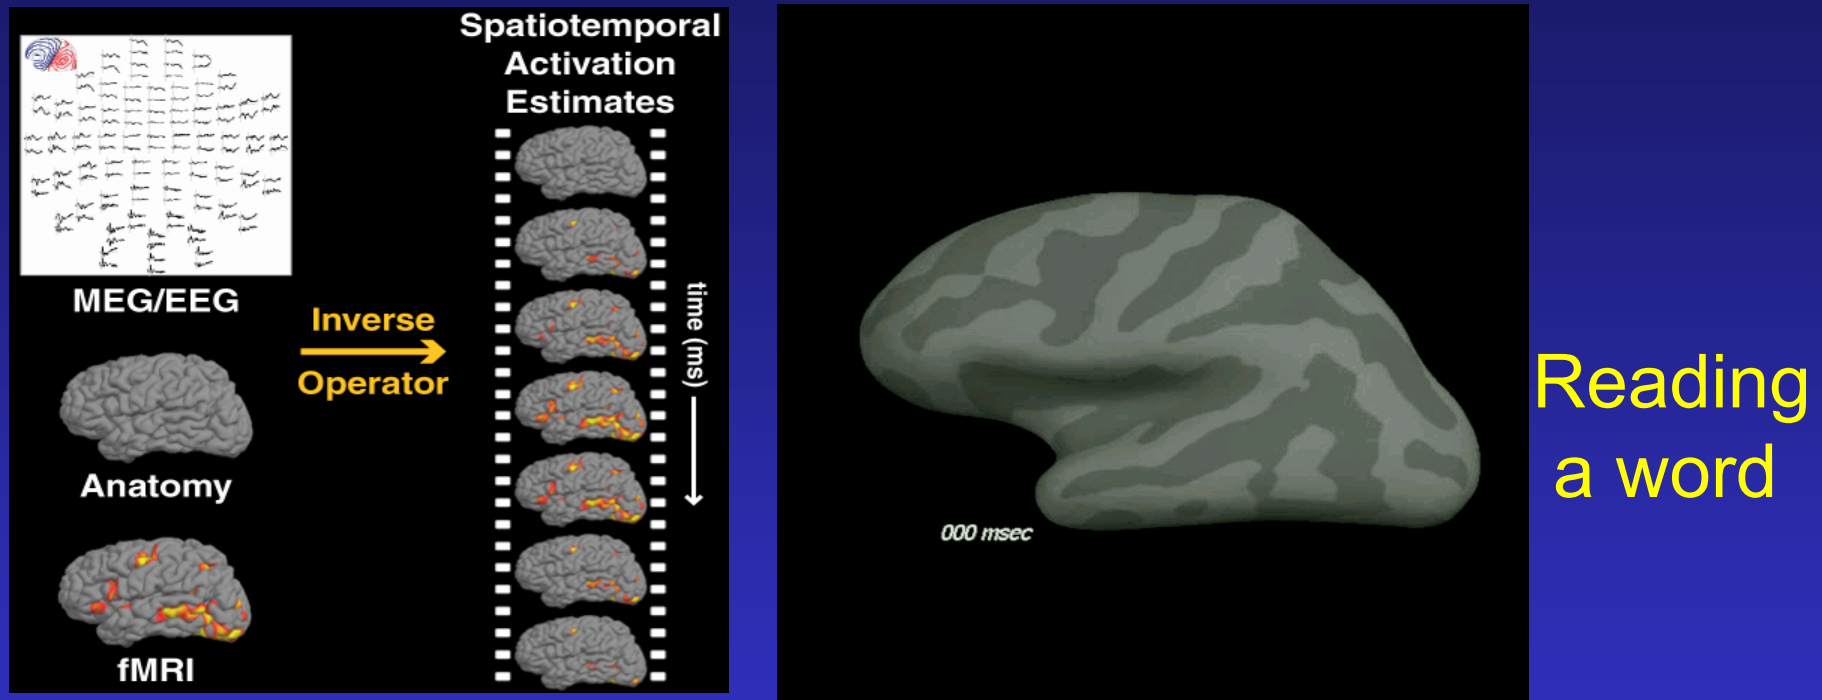 MEG/EEG
Anatomy
fMRI
Inverse
Operator
Spatiotemporal
Activation
Estimates
time (ms)
000 msec
Reading
a word